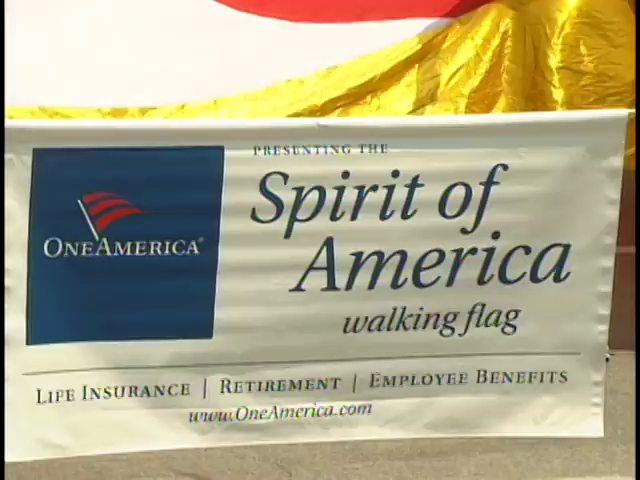 ONEAMERICA®
PRESENTING THE
Spirit of
America
walking flag
LIFE INSURANCE | RETIREMENT | EMPLOYEE BENEFITS
www.OneAmerica.com